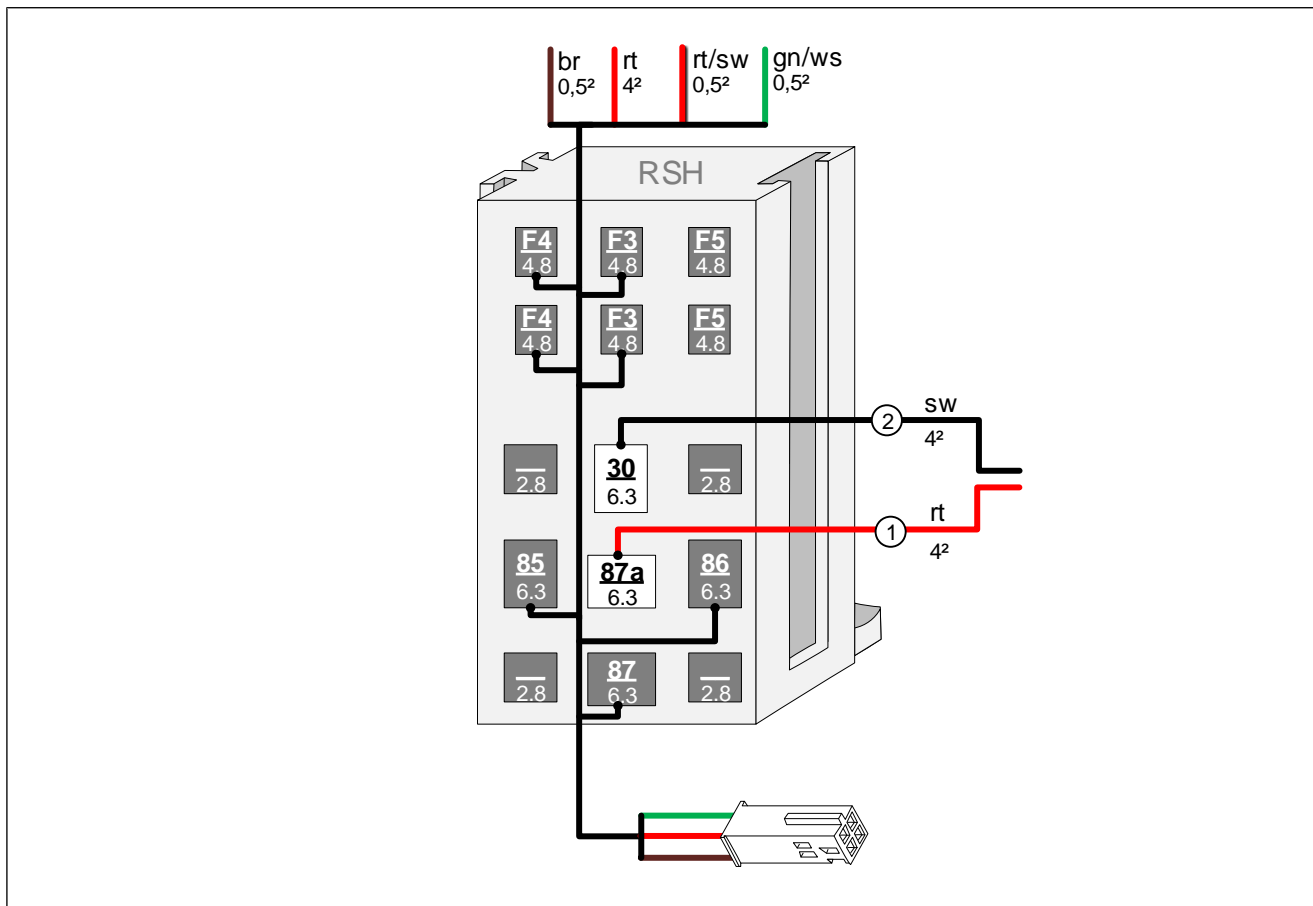 br rt rt/sw gn/ws
0,5² 4² 0,5² 0,5²
RSH
F4 F3 F5
4.8 4.8 4.8
F4 F3 F5
4.8 4.8 4.8
2 sw
4²
30
2.8 6.3 2.8
1 rt
4²
85 87a 86
6.3 6.3 6.3
87
2.8 6.3 2.8